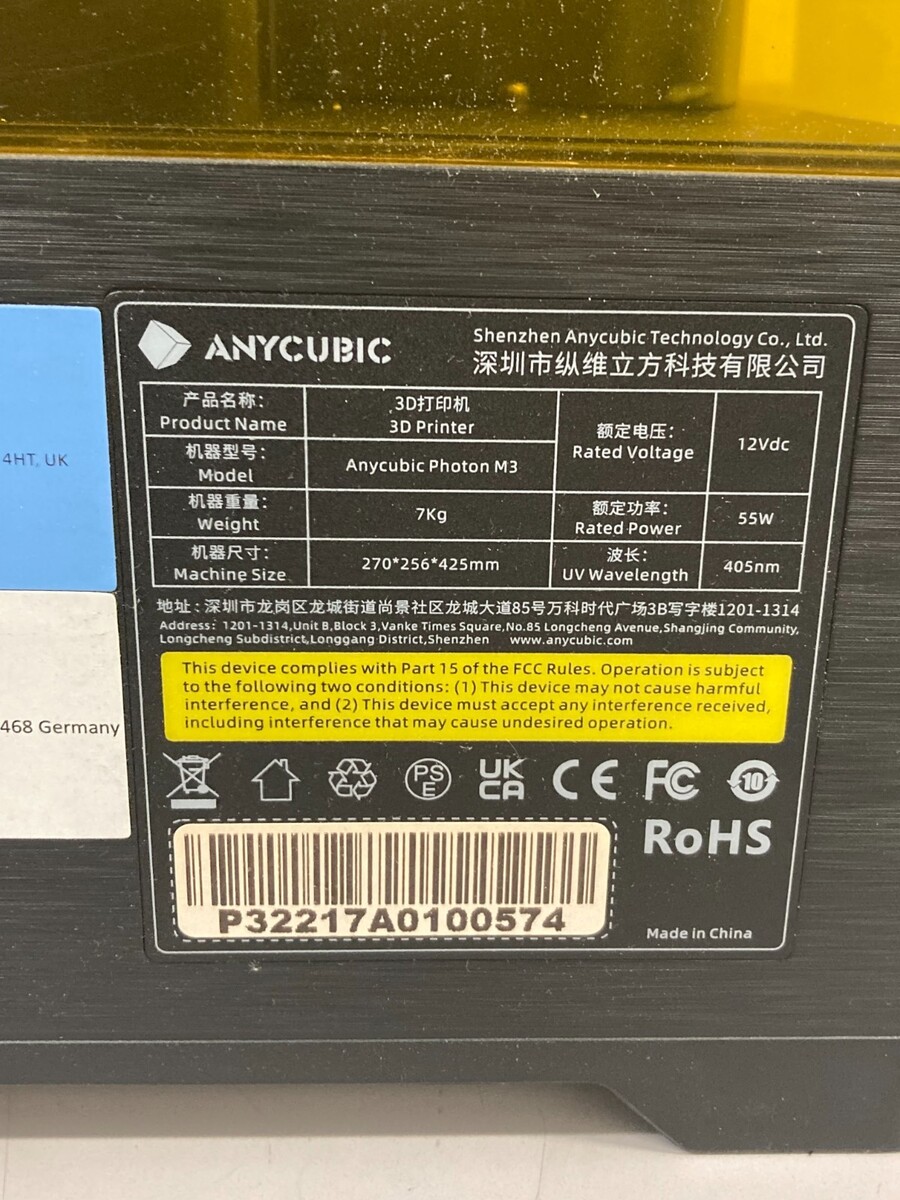 4HT, UK
468 Germany
ANYCUBIC
Shenzhen Anycubic Technology Co., Ltd.
深圳市纵维立方科技有限公司
产品名称:
Product Name
3D打印机
3D Printer
额定电压:
Rated Voltage
12Vdc
机器型号:
Model
Anycubic Photon M3
机器重量:
Weight
7Kg
额定功率:
Rated Power
55W
机器尺寸:
Machine Size
270*256*425mm
波长:
UV Wavelength
405nm
地址: 深圳市龙岗区龙城街道尚景社区龙城大道85号万科时代广场3B写字楼1201-1314
Address: 1201-1314,Unit B,Block 3,Vanke Times Square,No.85 Longcheng Avenue,Shangjing Community,
Longcheng Subdistrict,Longgang District,Shenzhen www.anycubic.com
This device complies with Part 15 of the FCC Rules. Operation is subject
to the following two conditions: (1) This device may not cause harmful
interference, and (2) This device must accept any interference received,
including interference that may cause undesired operation.
PS
E
UK
CA
CE
FC
10
RoHS
P32217A0100574
Made in China